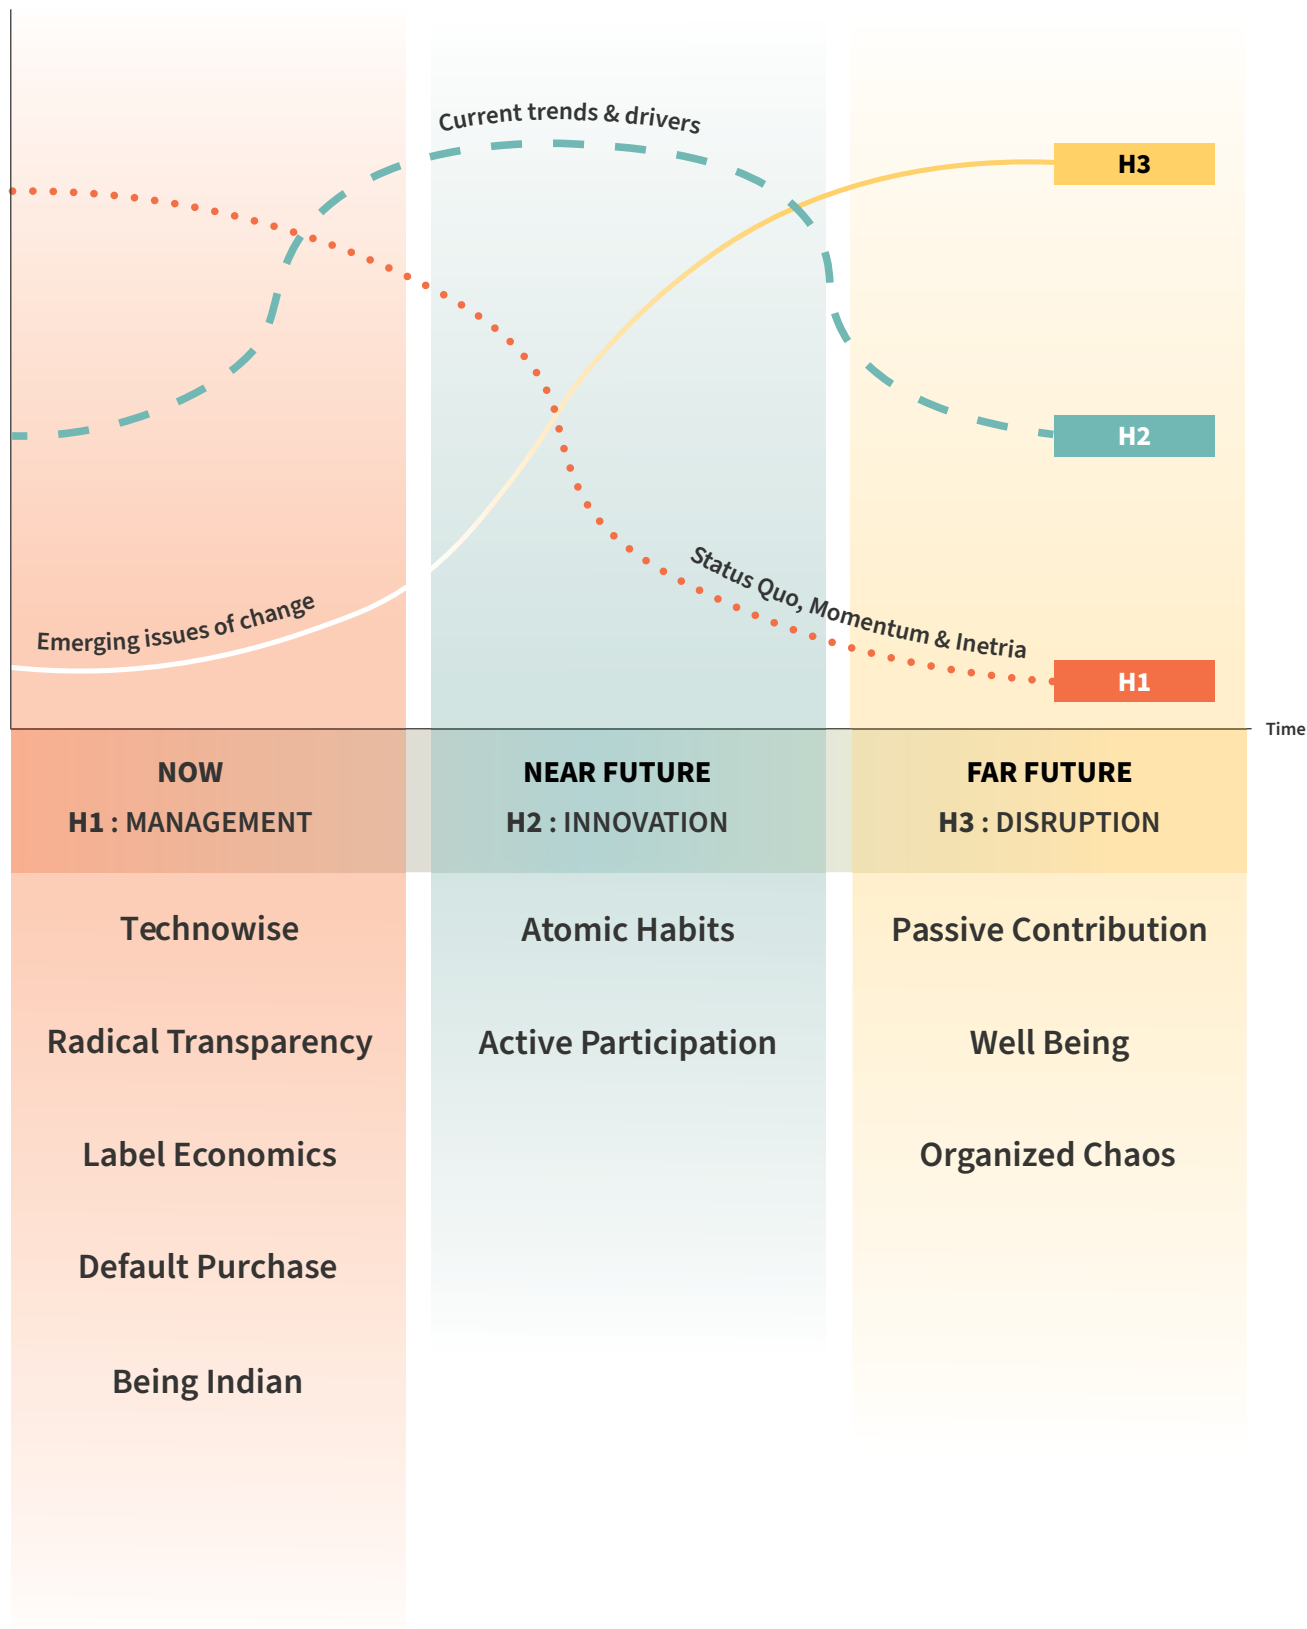 Current trends & drivers
H3
H2
Status Quo, Momentum & Inetria
Emerging issues of change
H1
Time
NOW
H1 : MANAGEMENT
NEAR FUTURE
H2 : INNOVATION
FAR FUTURE
H3 : DISRUPTION
Technowise
Radical Transparency
Label Economics
Default Purchase
Being Indian
Atomic Habits
Active Participation
Passive Contribution
Well Being
Organized Chaos